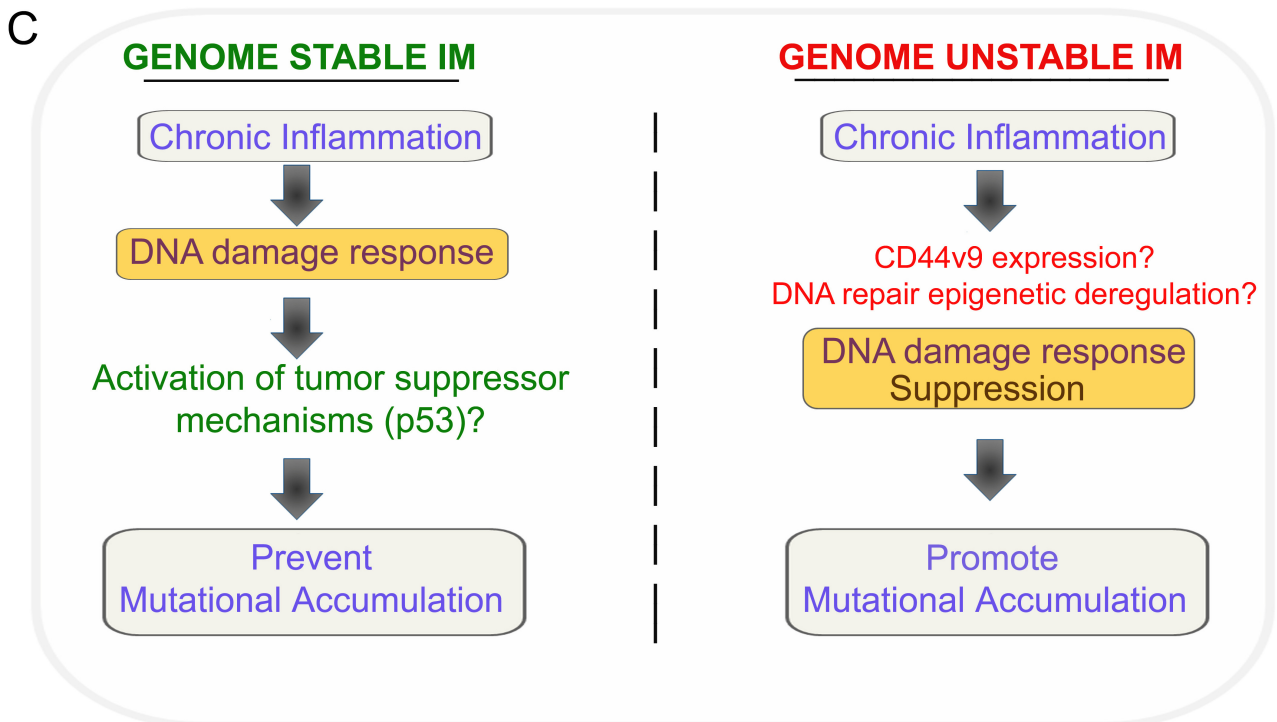 C
GENOME STABLE IM
Chronic Inflammation
DNA damage response
Activation of tumor suppressor
mechanisms (p53)?
Prevent
Mutational Accumulation
GENOME UNSTABLE IM
Chronic Inflammation
CD44v9 expression?
DNA repair epigenetic deregulation?
DNA damage response
Suppression
Promote
Mutational Accumulation